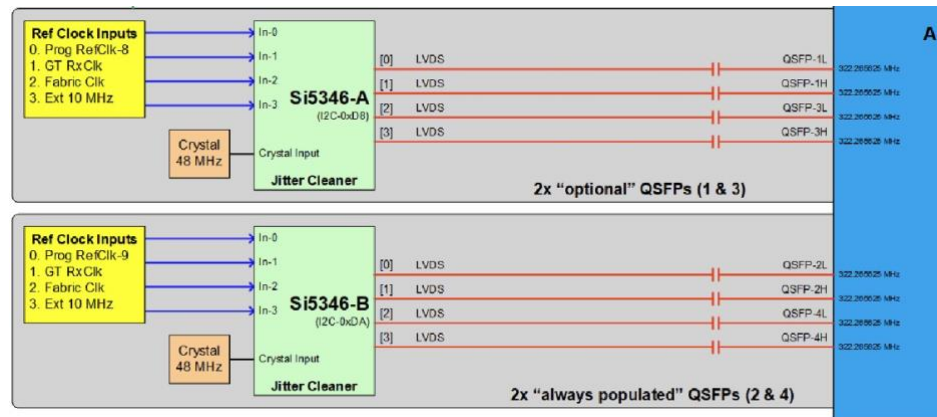 Ref Clock Inputs
0. Prog RefClk-8
1. GT RxClk
2. Fabric Clk
3. Ext 10 MHz
Crystal
48 MHz
In-0
In-1
In-2
In-3
Si5346-A
(I2C-0xD8)
Crystal Input
Jitter Cleaner
[0] LVDS QSFP-1L
322.265625 MHz
[1] LVDS QSFP-1H
322.265625 MHz
[2] LVDS QSFP-3L
322.265625 MHz
[3] LVDS QSFP-3H
322.265625 MHz
2x “optional” QSFPs (1 & 3)
A
Ref Clock Inputs
0. Prog RefClk-9
1. GT RxClk
2. Fabric Clk
3. Ext 10 MHz
Crystal
48 MHz
In-0
In-1
In-2
In-3
Si5346-B
(I2C-0xDA)
Crystal Input
Jitter Cleaner
[0] LVDS QSFP-2L
322.265625 MHz
[1] LVDS QSFP-2H
322.265625 MHz
[2] LVDS QSFP-4L
322.265625 MHz
[3] LVDS QSFP-4H
322.265625 MHz
2x “always populated” QSFPs (2 & 4)